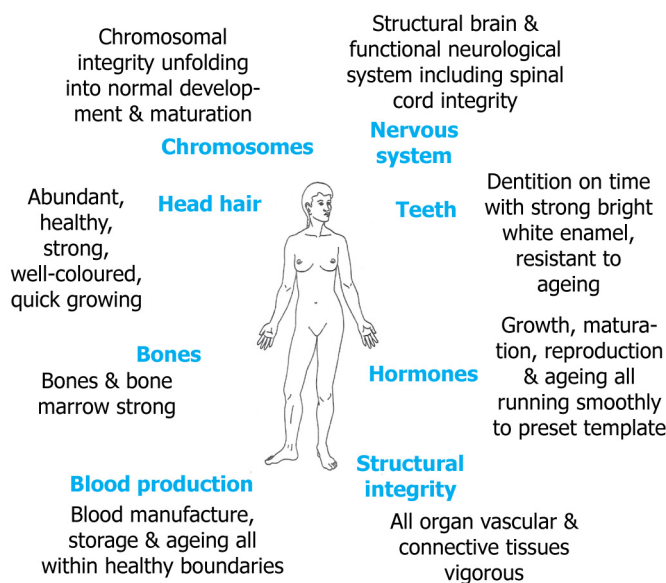 Chromosomal
integrity unfolding
into normal develop-
ment & maturation
Chromosomes
Structural brain &
functional neurological
system including spinal
cord integrity
Nervous
system
Abundant,
healthy,
strong,
well-coloured,
quick growing
Head hair
Teeth
Dentition on time
with strong bright
white enamel,
resistant to
ageing
Bones
Bones & bone
marrow strong
Hormones
Growth, matura-
tion, reproduction
& ageing all
running smoothly
to preset template
Blood production
Blood manufacture,
storage & ageing all
within healthy boundaries
Structural
integrity
All organ vascular &
connective tissues
vigorous